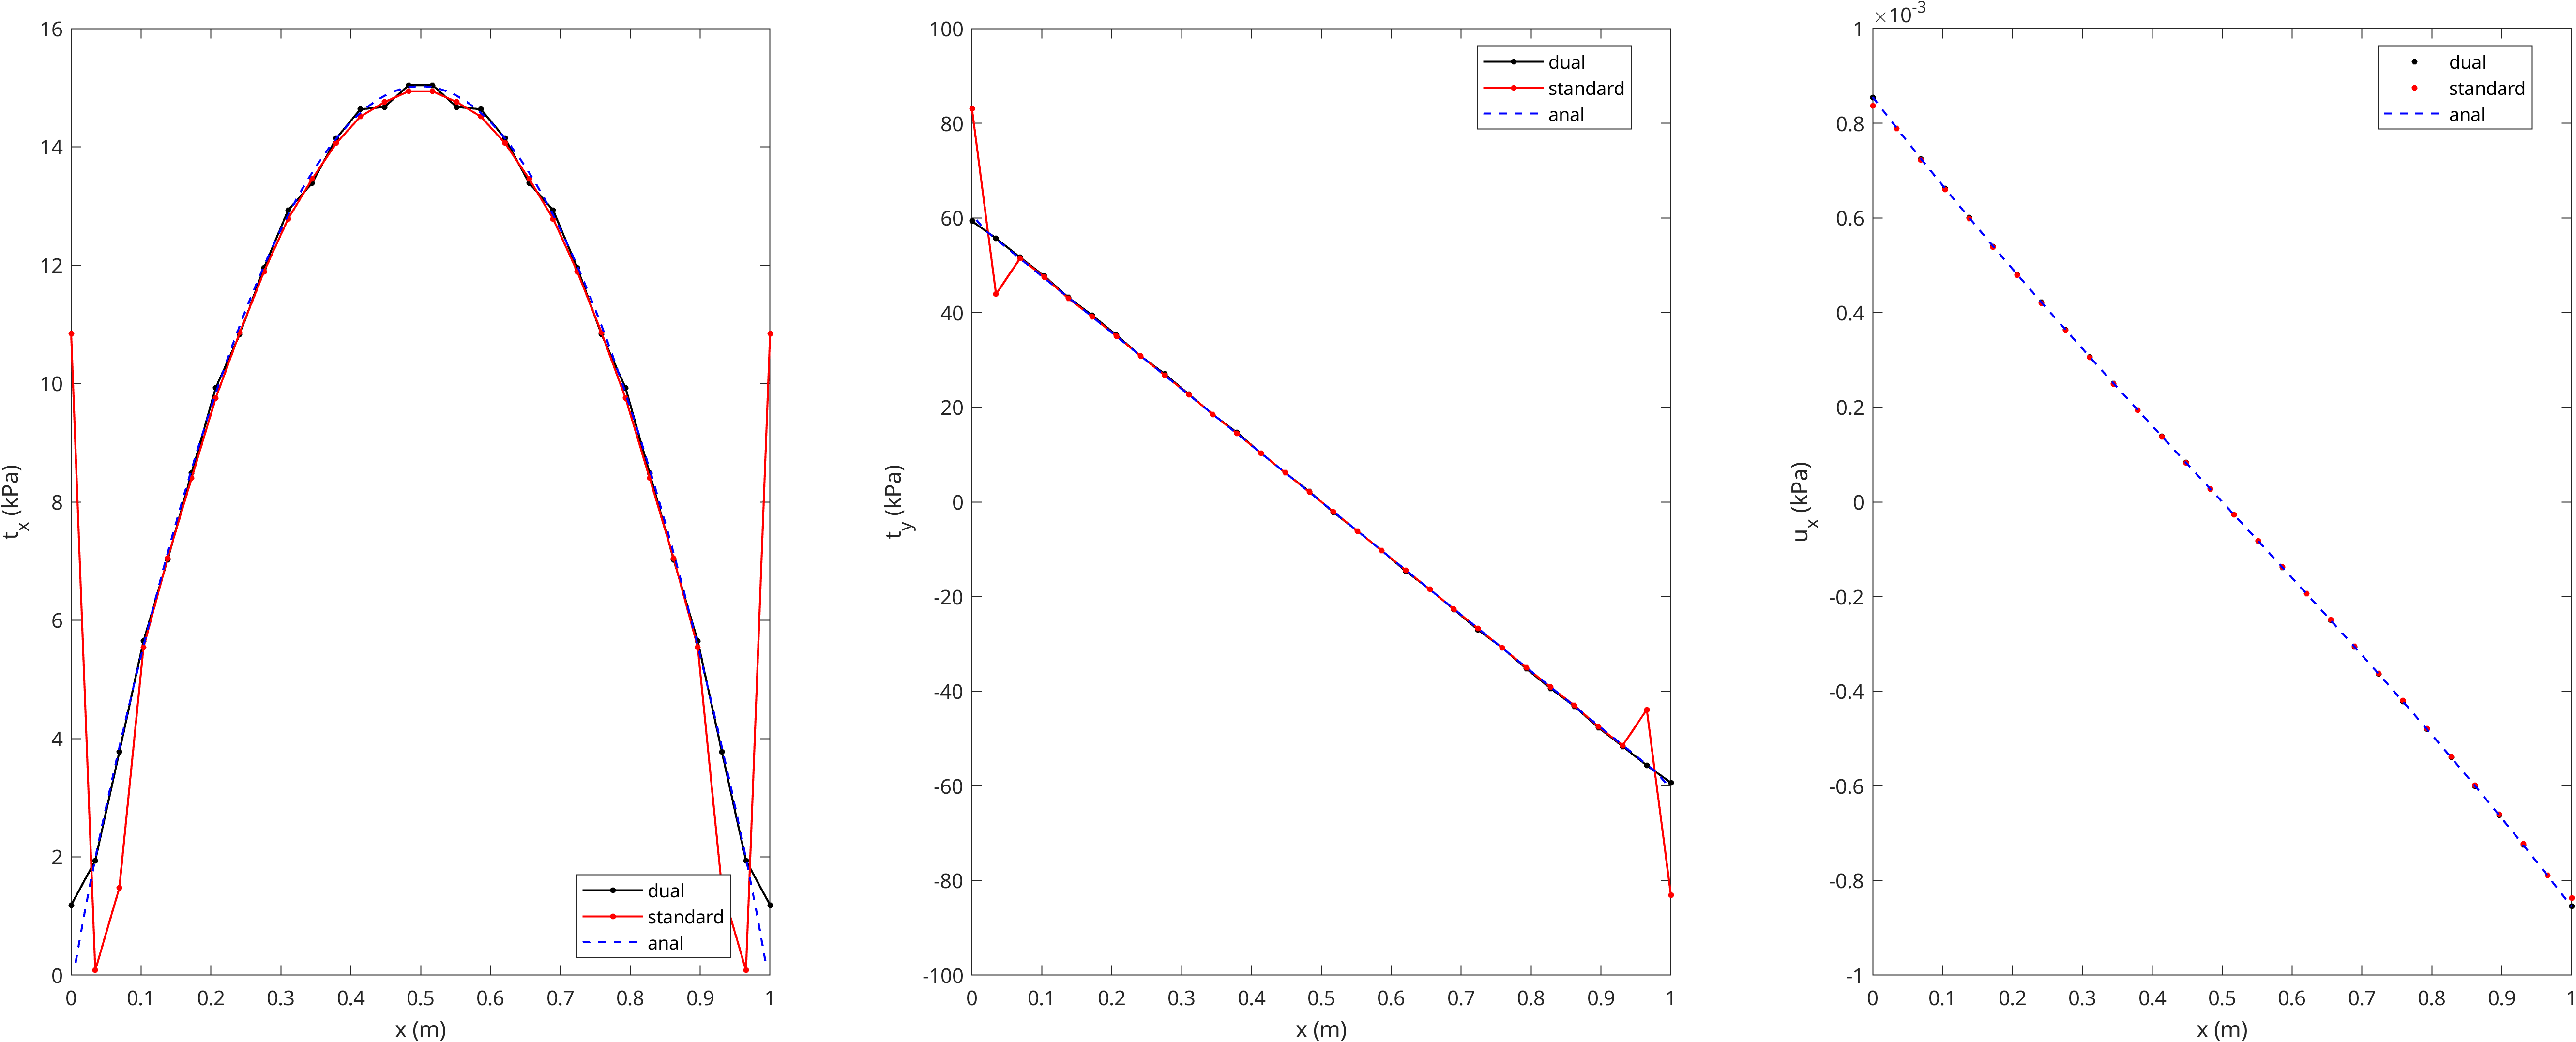 16
14
12
10
8
6
4
2
0
t_x (kPa)
dual
standard
anal
0 0.1 0.2 0.3 0.4 0.5 0.6 0.7 0.8 0.9 1
x (m)
100
80
60
40
20
0
-20
-40
-60
-80
-100
t_y (kPa)
dual
standard
anal
0 0.1 0.2 0.3 0.4 0.5 0.6 0.7 0.8 0.9 1
x (m)
×10^-3
1
0.8
0.6
0.4
0.2
0
-0.2
-0.4
-0.6
-0.8
-1
u_x (kPa)
dual
standard
anal
0 0.1 0.2 0.3 0.4 0.5 0.6 0.7 0.8 0.9 1
x (m)